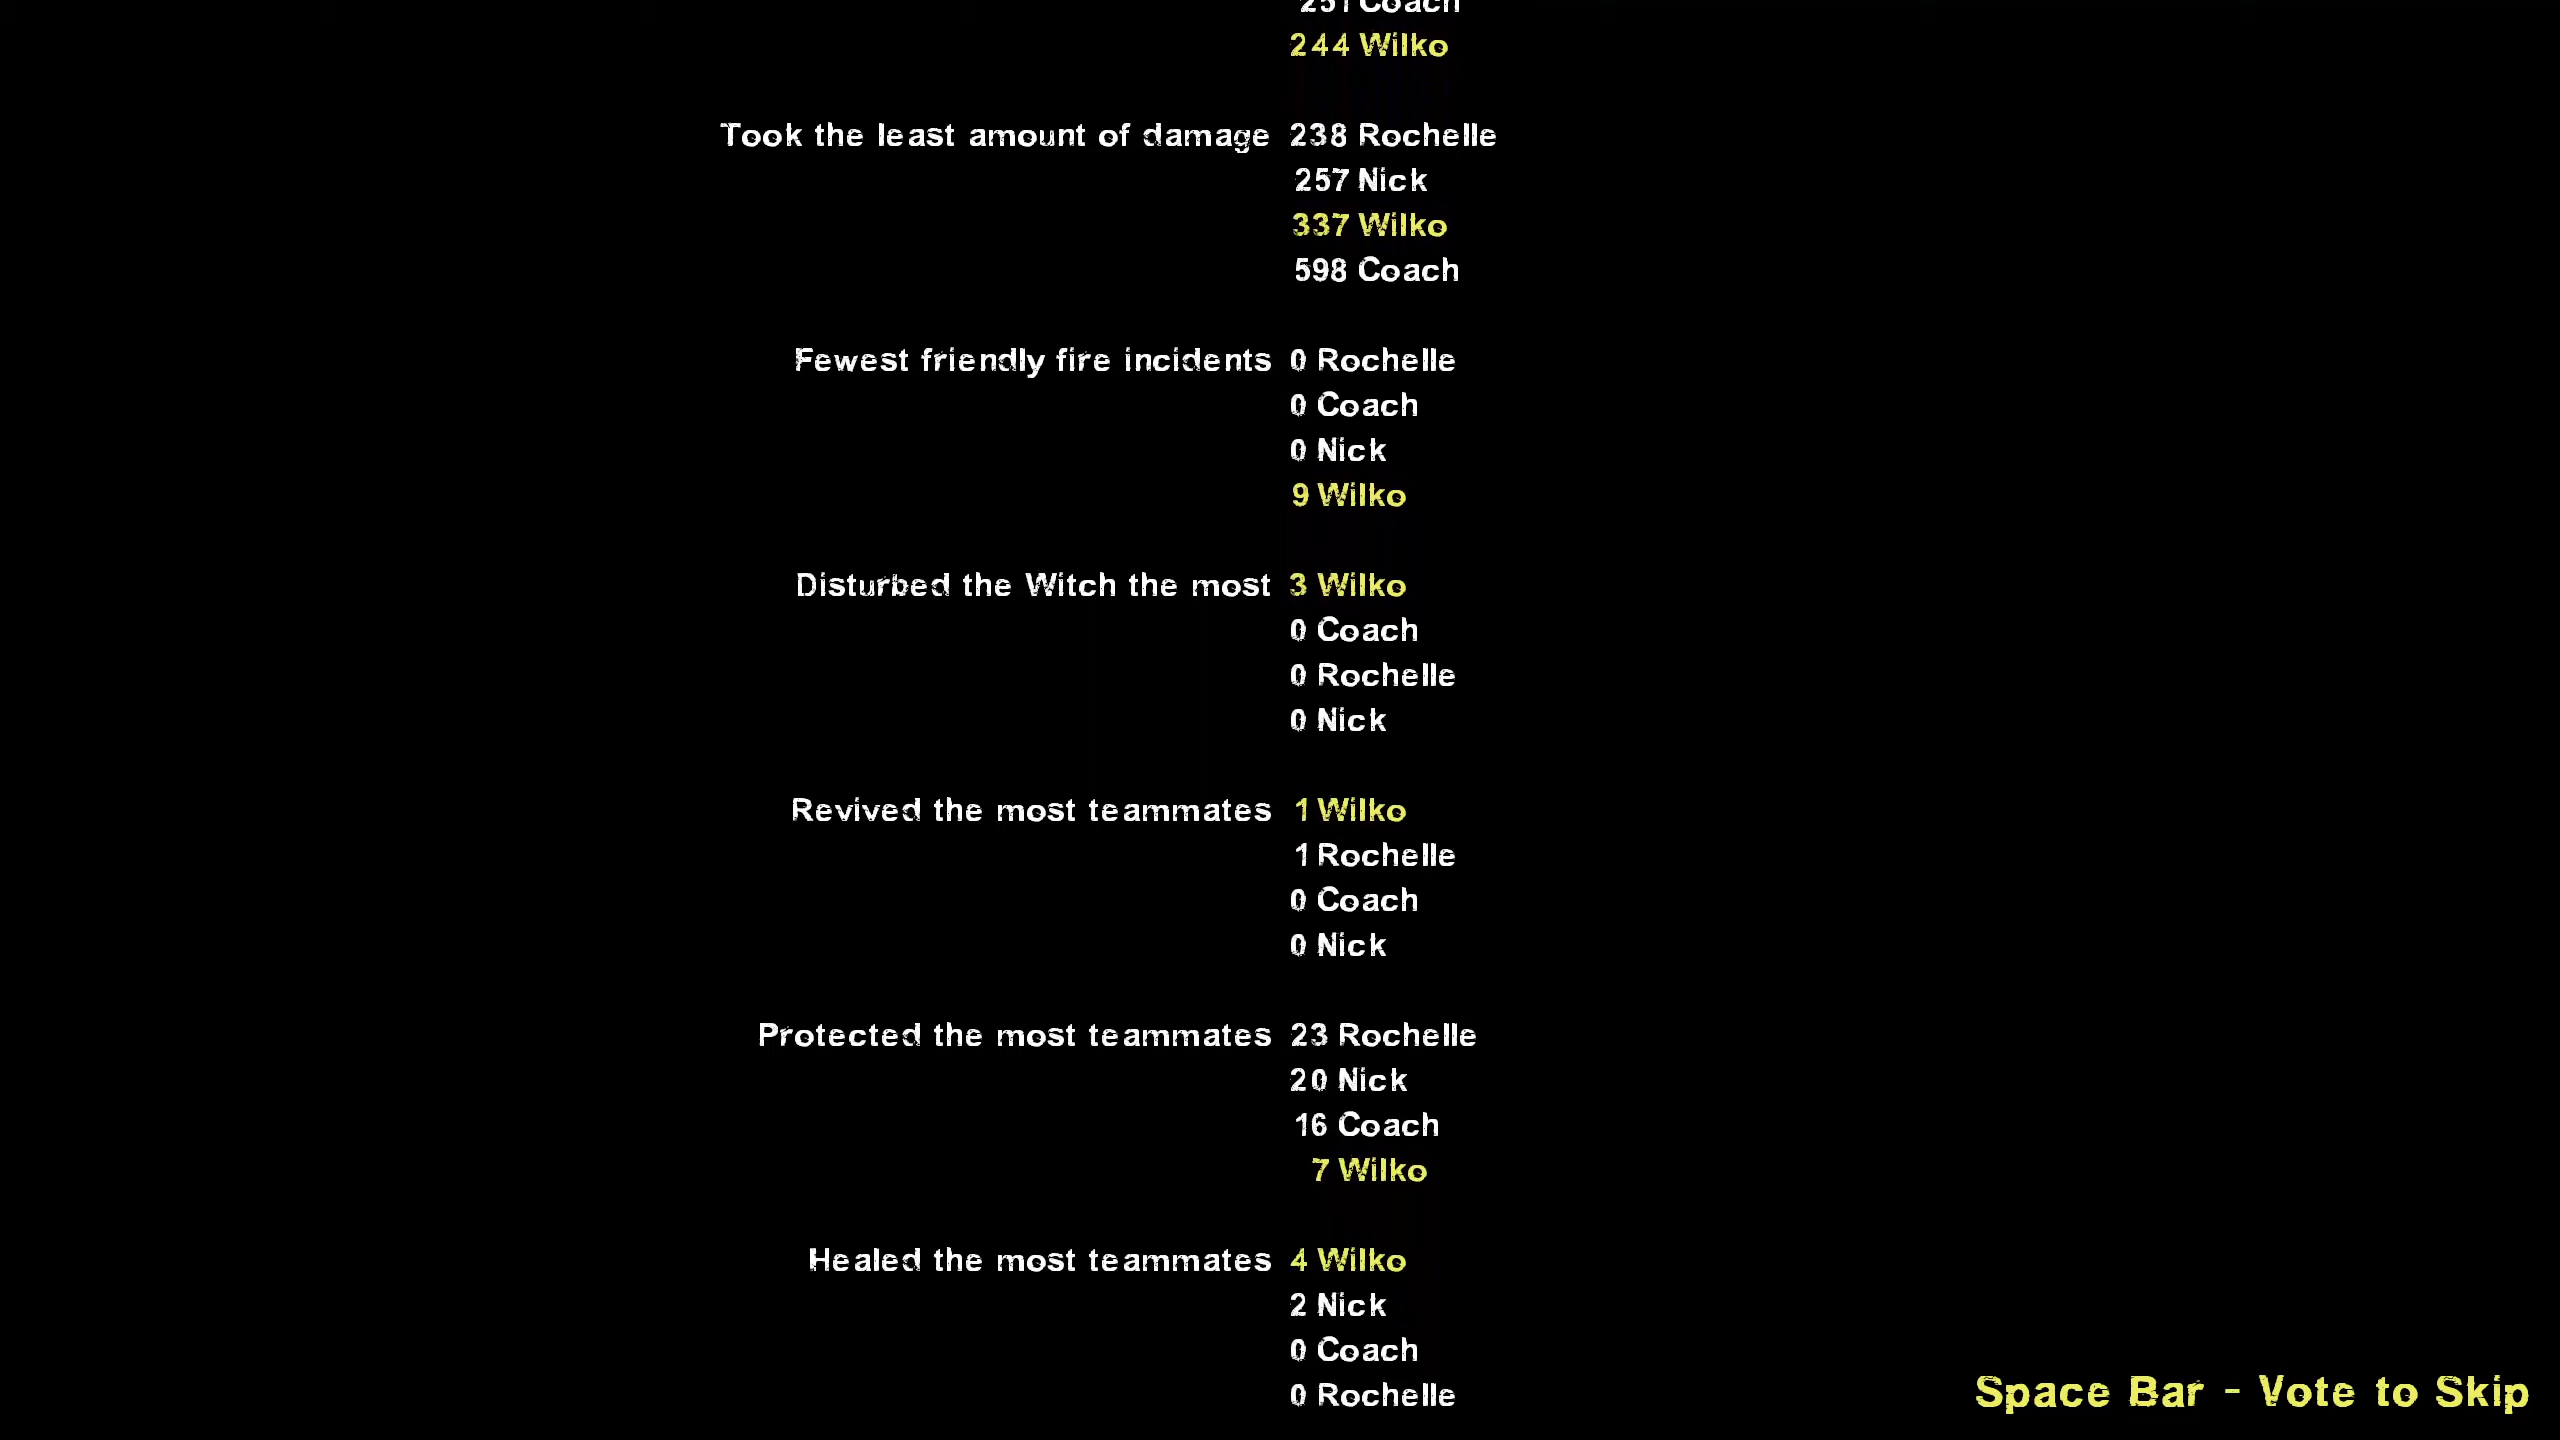 251 Coach
244 Wilko
Took the least amount of damage 238 Rochelle
257 Nick
337 Wilko
598 Coach
Fewest friendly fire incidents 0 Rochelle
0 Coach
0 Nick
9 Wilko
Disturbed the Witch the most 3 Wilko
0 Coach
0 Rochelle
0 Nick
Revived the most teammates 1 Wilko
1 Rochelle
0 Coach
0 Nick
Protected the most teammates 23 Rochelle
20 Nick
16 Coach
7 Wilko
Healed the most teammates 4 Wilko
2 Nick
0 Coach
0 Rochelle
Space Bar - Vote to Skip